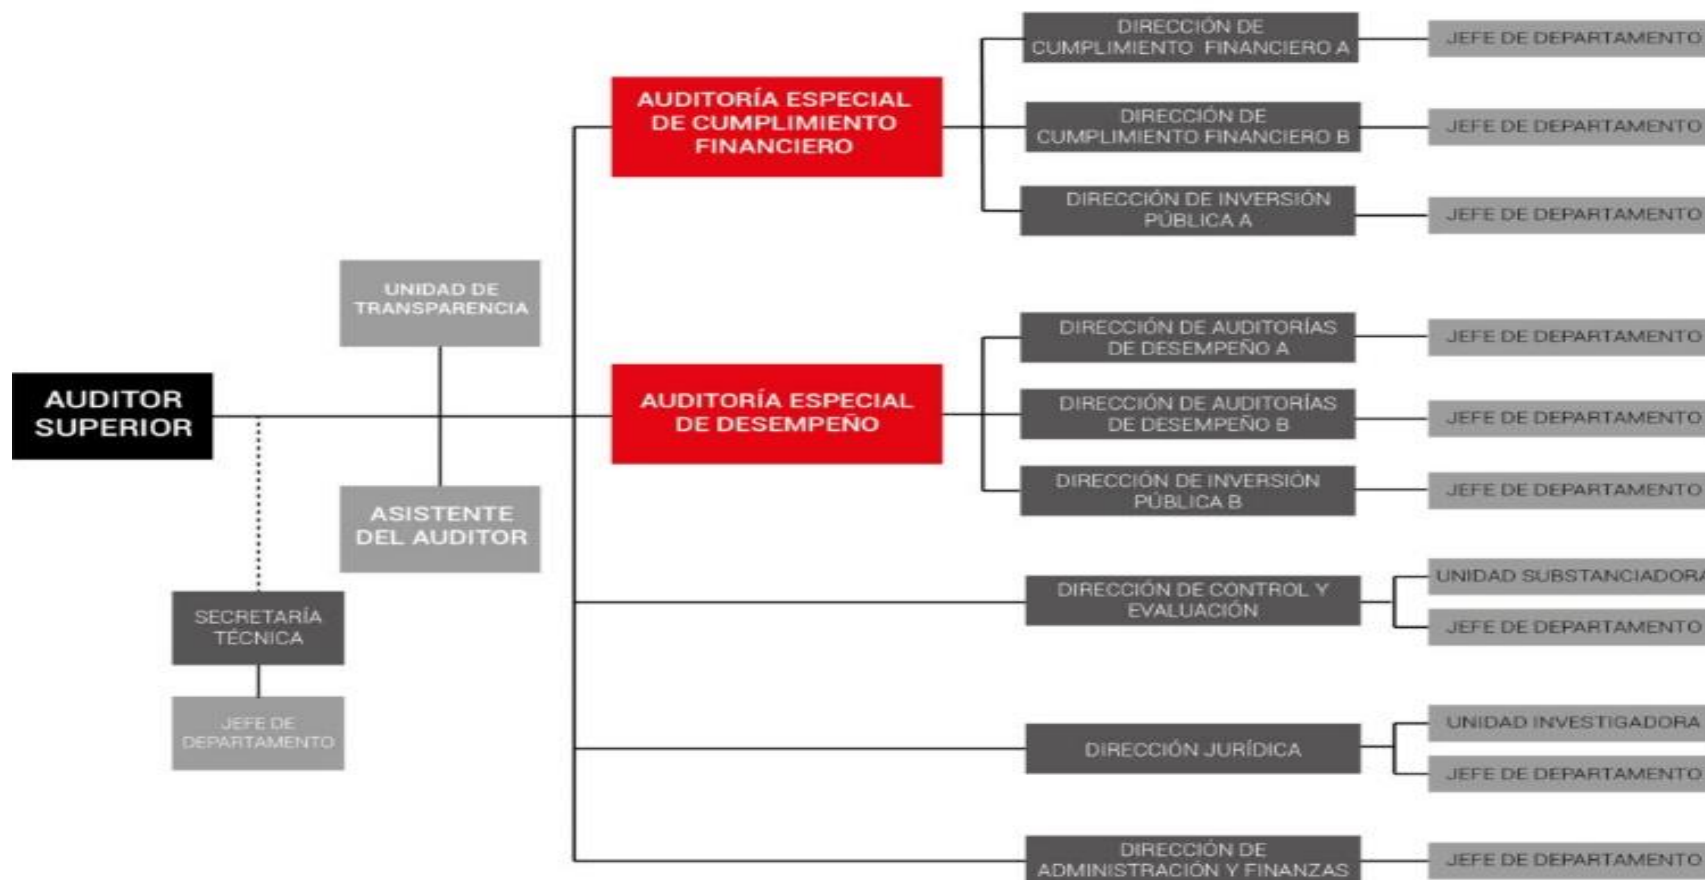 AUDITOR
SUPERIOR
SECRETARÍA
TÉCNICA
JEFE DE
DEPARTAMENTO
UNIDAD DE
TRANSPARENCIA
ASISTENTE
DEL AUDITOR
AUDITORÍA ESPECIAL
DE CUMPLIMIENTO
FINANCIERO
DIRECCIÓN DE
CUMPLIMIENTO FINANCIERO A
JEFE DE DEPARTAMENTO
DIRECCIÓN DE
CUMPLIMIENTO FINANCIERO B
JEFE DE DEPARTAMENTO
DIRECCIÓN DE INVERSIÓN
PÚBLICA A
JEFE DE DEPARTAMENTO
AUDITORÍA ESPECIAL
DE DESEMPEÑO
DIRECCIÓN DE AUDITORÍAS
DE DESEMPEÑO A
JEFE DE DEPARTAMENTO
DIRECCIÓN DE AUDITORÍAS
DE DESEMPEÑO B
JEFE DE DEPARTAMENTO
DIRECCIÓN DE INVERSIÓN
PÚBLICA B
JEFE DE DEPARTAMENTO
DIRECCIÓN DE CONTROL Y
EVALUACIÓN
UNIDAD SUBSTANCIADORA
JEFE DE DEPARTAMENTO
DIRECCIÓN JURÍDICA
UNIDAD INVESTIGADORA
JEFE DE DEPARTAMENTO
DIRECCIÓN DE
ADMINISTRACIÓN Y FINANZAS
JEFE DE DEPARTAMENTO